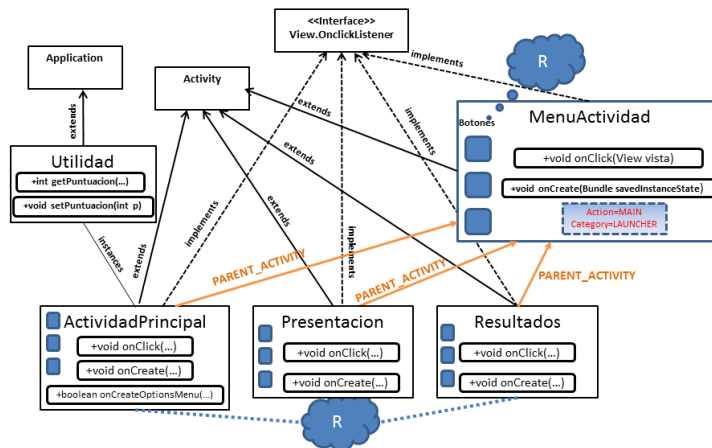 <<Interface>>
View.OnclickListener
Application
Activity
implements
R
extends
Utilidad
+int getPuntuacion(...)
+void setPuntuacion(int p)
instances
extends
implements
implements
extends
extends
implements
extends
Botones
MenuActividad
+void onClick(View vista)
+void onCreate(Bundle savedInstanceState)
Action=MAIN
Category=LAUNCHER
PARENT_ACTIVITY
PARENT_ACTIVITY
PARENT_ACTIVITY
ActividadPrincipal
+void onClick(...)
+void onCreate(...)
+boolean onCreateOptionsMenu(...)
Presentacion
+void onClick(...)
+void onCreate(...)
Resultados
+void onClick(...)
+void onCreate(...)
R